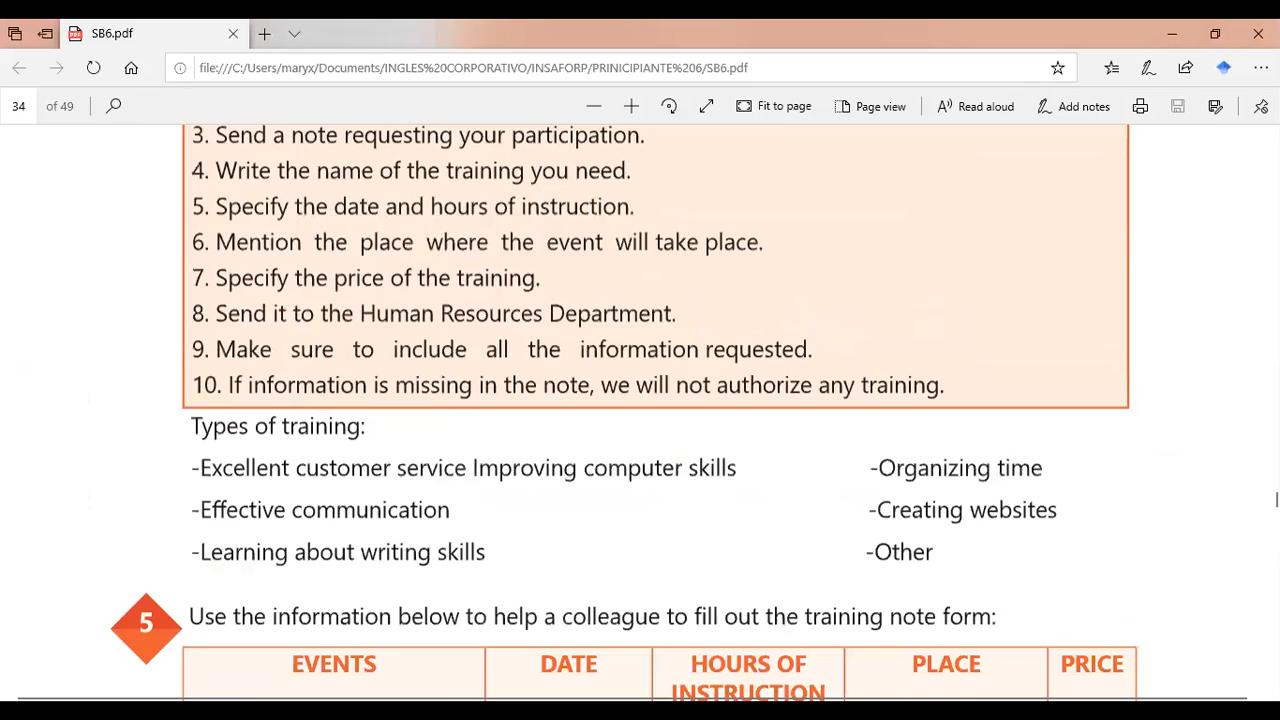 SB6.pdf
file:///C:/Users/maryx/Documents/INGLES%20CORPORATIVO/INSAFORP/PRINICIPIANTE%206/SB6.pdf
34 of 49 Fit to page Page view Read aloud Add notes
3. Send a note requesting your participation.
4. Write the name of the training you need.
5. Specify the date and hours of instruction.
6. Mention the place where the event will take place.
7. Specify the price of the training.
8. Send it to the Human Resources Department.
9. Make sure to include all the information requested.
10. If information is missing in the note, we will not authorize any training.
Types of training:
-Excellent customer service Improving computer skills -Organizing time
-Effective communication -Creating websites
-Learning about writing skills -Other
5 Use the information below to help a colleague to fill out the training note form:
EVENTS DATE HOURS OF PLACE PRICE
INSTRUCTION